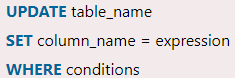 UPDATE table_name
SET column_name = expression
WHERE conditions